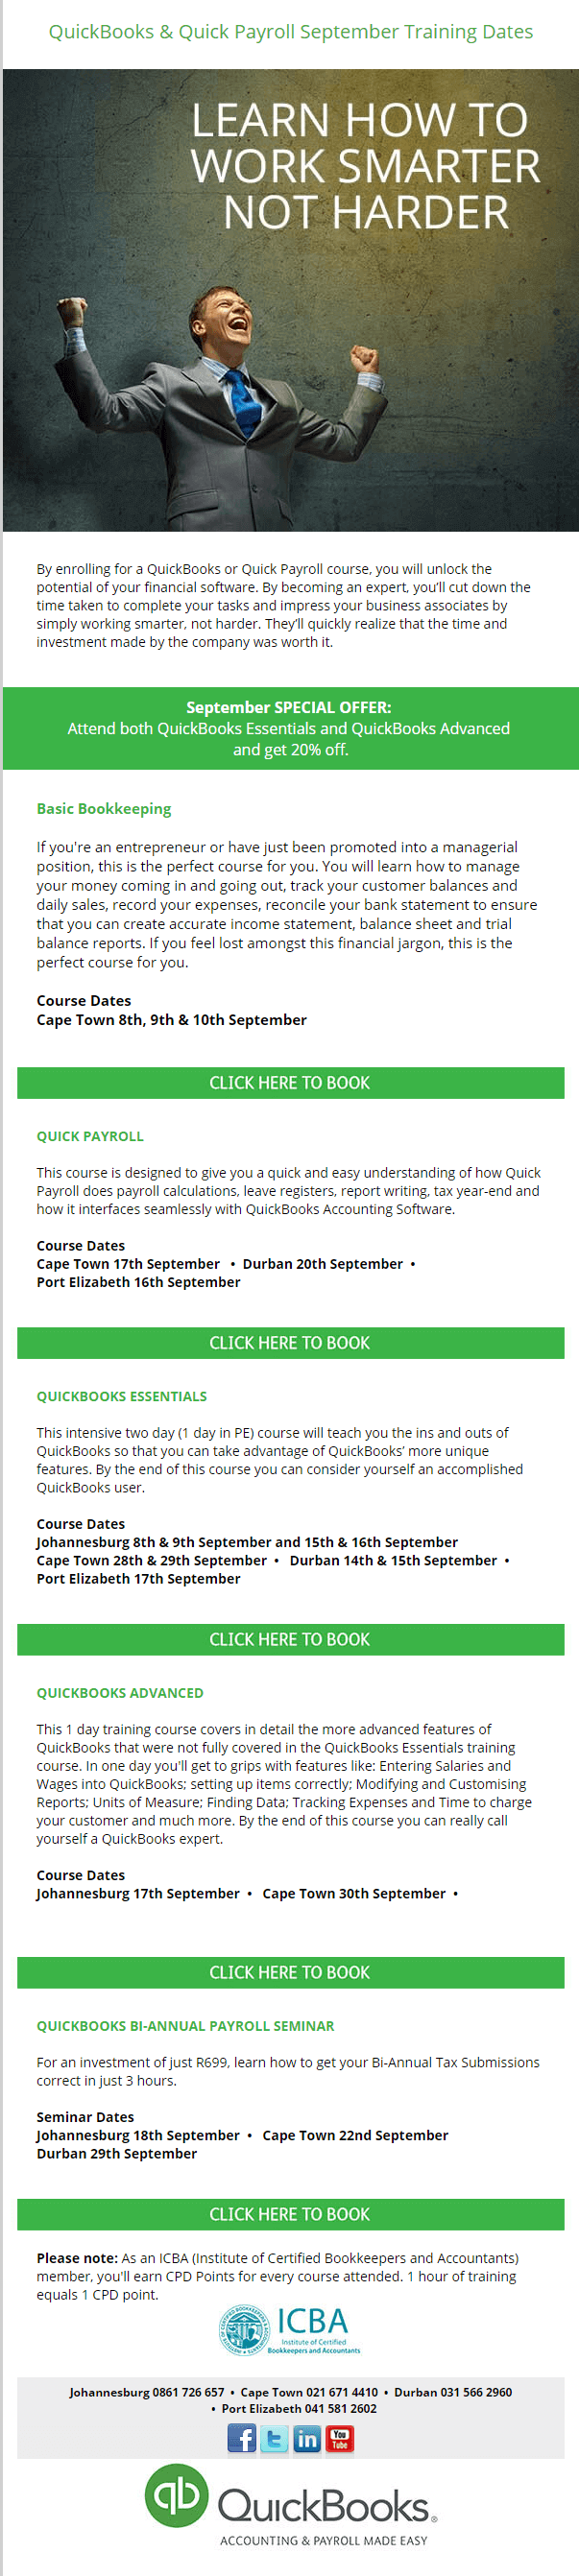 QuickBooks & Quick Payroll September Training Dates
LEARN HOW TO
WORK SMARTER
NOT HARDER
By enrolling for a QuickBooks or Quick Payroll course, you will unlock the
potential of your financial software. By becoming an expert, you'll cut down the
time taken to complete your tasks and impress your business associates by
simply working smarter, not harder. They'll quickly realize that the time and
investment made by the company was worth it.
September SPECIAL OFFER:
Attend both QuickBooks Essentials and QuickBooks Advanced
and get 20% off.
Basic Bookkeeping
If you're an entrepreneur or have just been promoted into a managerial
position, this is the perfect course for you. You will learn how to manage
your money coming in and going out, track your customer balances and
daily sales, record your expenses, reconcile your bank statement to ensure
that you can create accurate income statement, balance sheet and trial
balance reports. If you feel lost amongst this financial jargon, this is the
perfect course for you.
Course Dates
Cape Town 8th, 9th & 10th September
CLICK HERE TO BOOK
QUICK PAYROLL
This course is designed to give you a quick and easy understanding of how Quick
Payroll does payroll calculations, leave registers, report writing, tax year-end and
how it interfaces seamlessly with QuickBooks Accounting Software.
Course Dates
Cape Town 17th September • Durban 20th September •
Port Elizabeth 16th September
CLICK HERE TO BOOK
QUICKBOOKS ESSENTIALS
This intensive two day (1 day in PE) course will teach you the ins and outs of
QuickBooks so that you can take advantage of QuickBooks' more unique
features. By the end of this course you can consider yourself an accomplished
QuickBooks user.
Course Dates
Johannesburg 8th & 9th September and 15th & 16th September
Cape Town 28th & 29th September • Durban 14th & 15th September •
Port Elizabeth 17th September
CLICK HERE TO BOOK
QUICKBOOKS ADVANCED
This 1 day training course covers in detail the more advanced features of
QuickBooks that were not fully covered in the QuickBooks Essentials training
course. In one day you'll get to grips with features like: Entering Salaries and
Wages into QuickBooks; setting up items correctly; Modifying and Customising
Reports; Units of Measure; Finding Data; Tracking Expenses and Time to charge
your customer and much more. By the end of this course you can really call
yourself a QuickBooks expert.
Course Dates
Johannesburg 17th September • Cape Town 30th September •
CLICK HERE TO BOOK
QUICKBOOKS BI-ANNUAL PAYROLL SEMINAR
For an investment of just R699, learn how to get your Bi-Annual Tax Submissions
correct in just 3 hours.
Seminar Dates
Johannesburg 18th September • Cape Town 22nd September
Durban 29th September
CLICK HERE TO BOOK
Please note: As an ICBA (Institute of Certified Bookkeepers and Accountants)
member, you'll earn CPD Points for every course attended. 1 hour of training
equals 1 CPD point.
ICBA
Institute of Certified
Bookkeepers and Accountants
Johannesburg 0861 726 657 • Cape Town 021 671 4410 • Durban 031 566 2960
• Port Elizabeth 041 581 2602
f t in You Tube
qb QuickBooks®
ACCOUNTING & PAYROLL MADE EASY